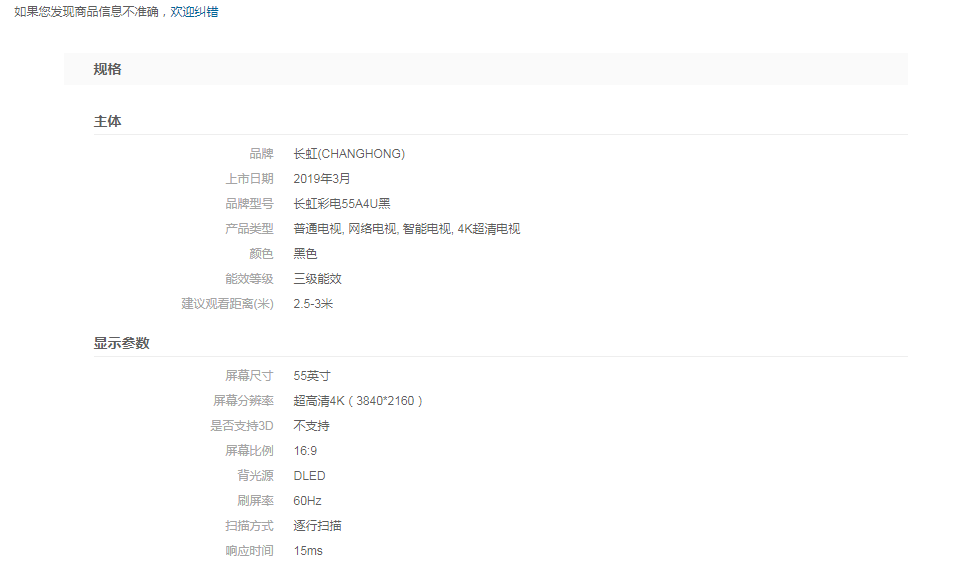 如果您发现商品信息不准确，欢迎纠错
规格
主体
品牌 长虹(CHANGHONG)
上市日期 2019年3月
品牌型号 长虹彩电55A4U黑
产品类型 普通电视, 网络电视, 智能电视, 4K超清电视
颜色 黑色
能效等级 三级能效
建议观看距离(米) 2.5-3米
显示参数
屏幕尺寸 55英寸
屏幕分辨率 超高清4K（3840*2160）
是否支持3D 不支持
屏幕比例 16:9
背光源 DLED
刷屏率 60Hz
扫描方式 逐行扫描
响应时间 15ms